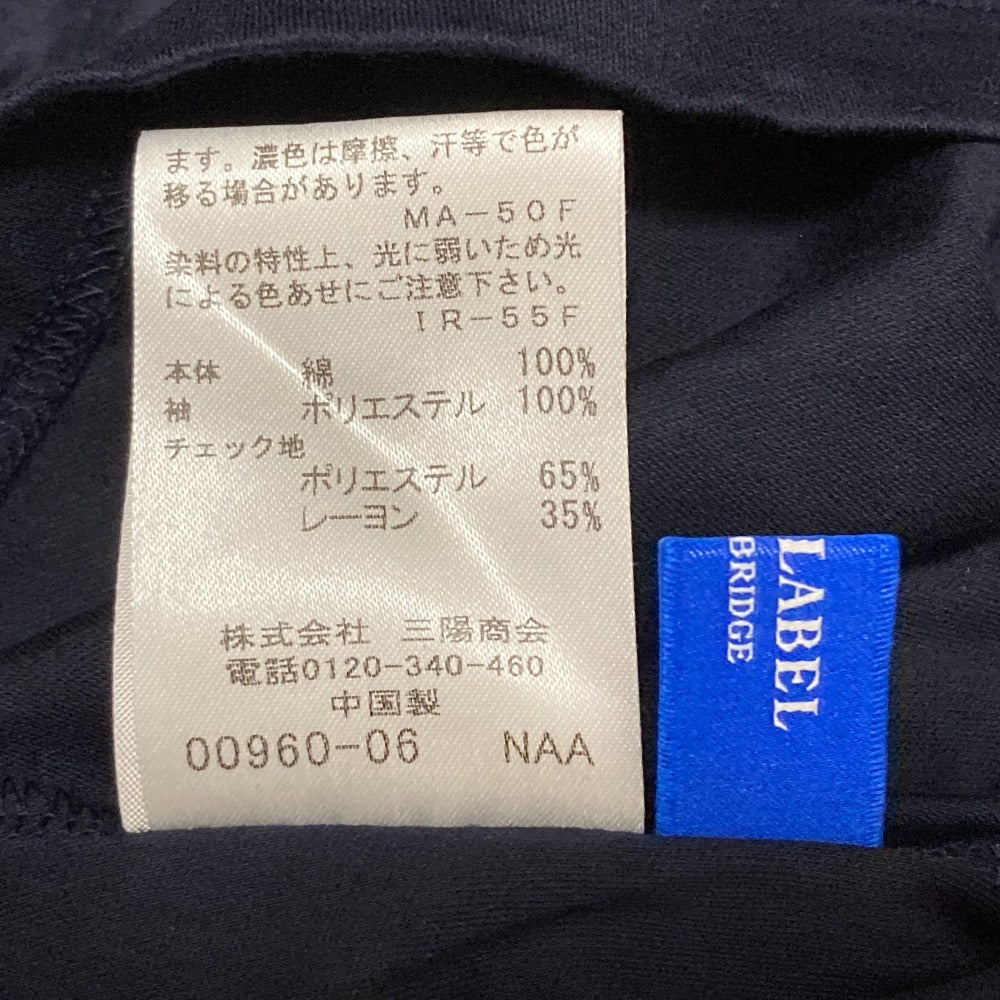 ます。濃色は摩擦、汗等で色が
移る場合があります。
MA-50F
染料の特性上、光に弱いため光
による色あせにご注意下さい。
IR-55F
本体 綿 100%
袖 ポリエステル 100%
チェック地
ポリエステル 65%
レーヨン 35%
株式会社 三陽商会
電話0120-340-460
中国製
00960-06 NAA
LABEL
BRIDGE